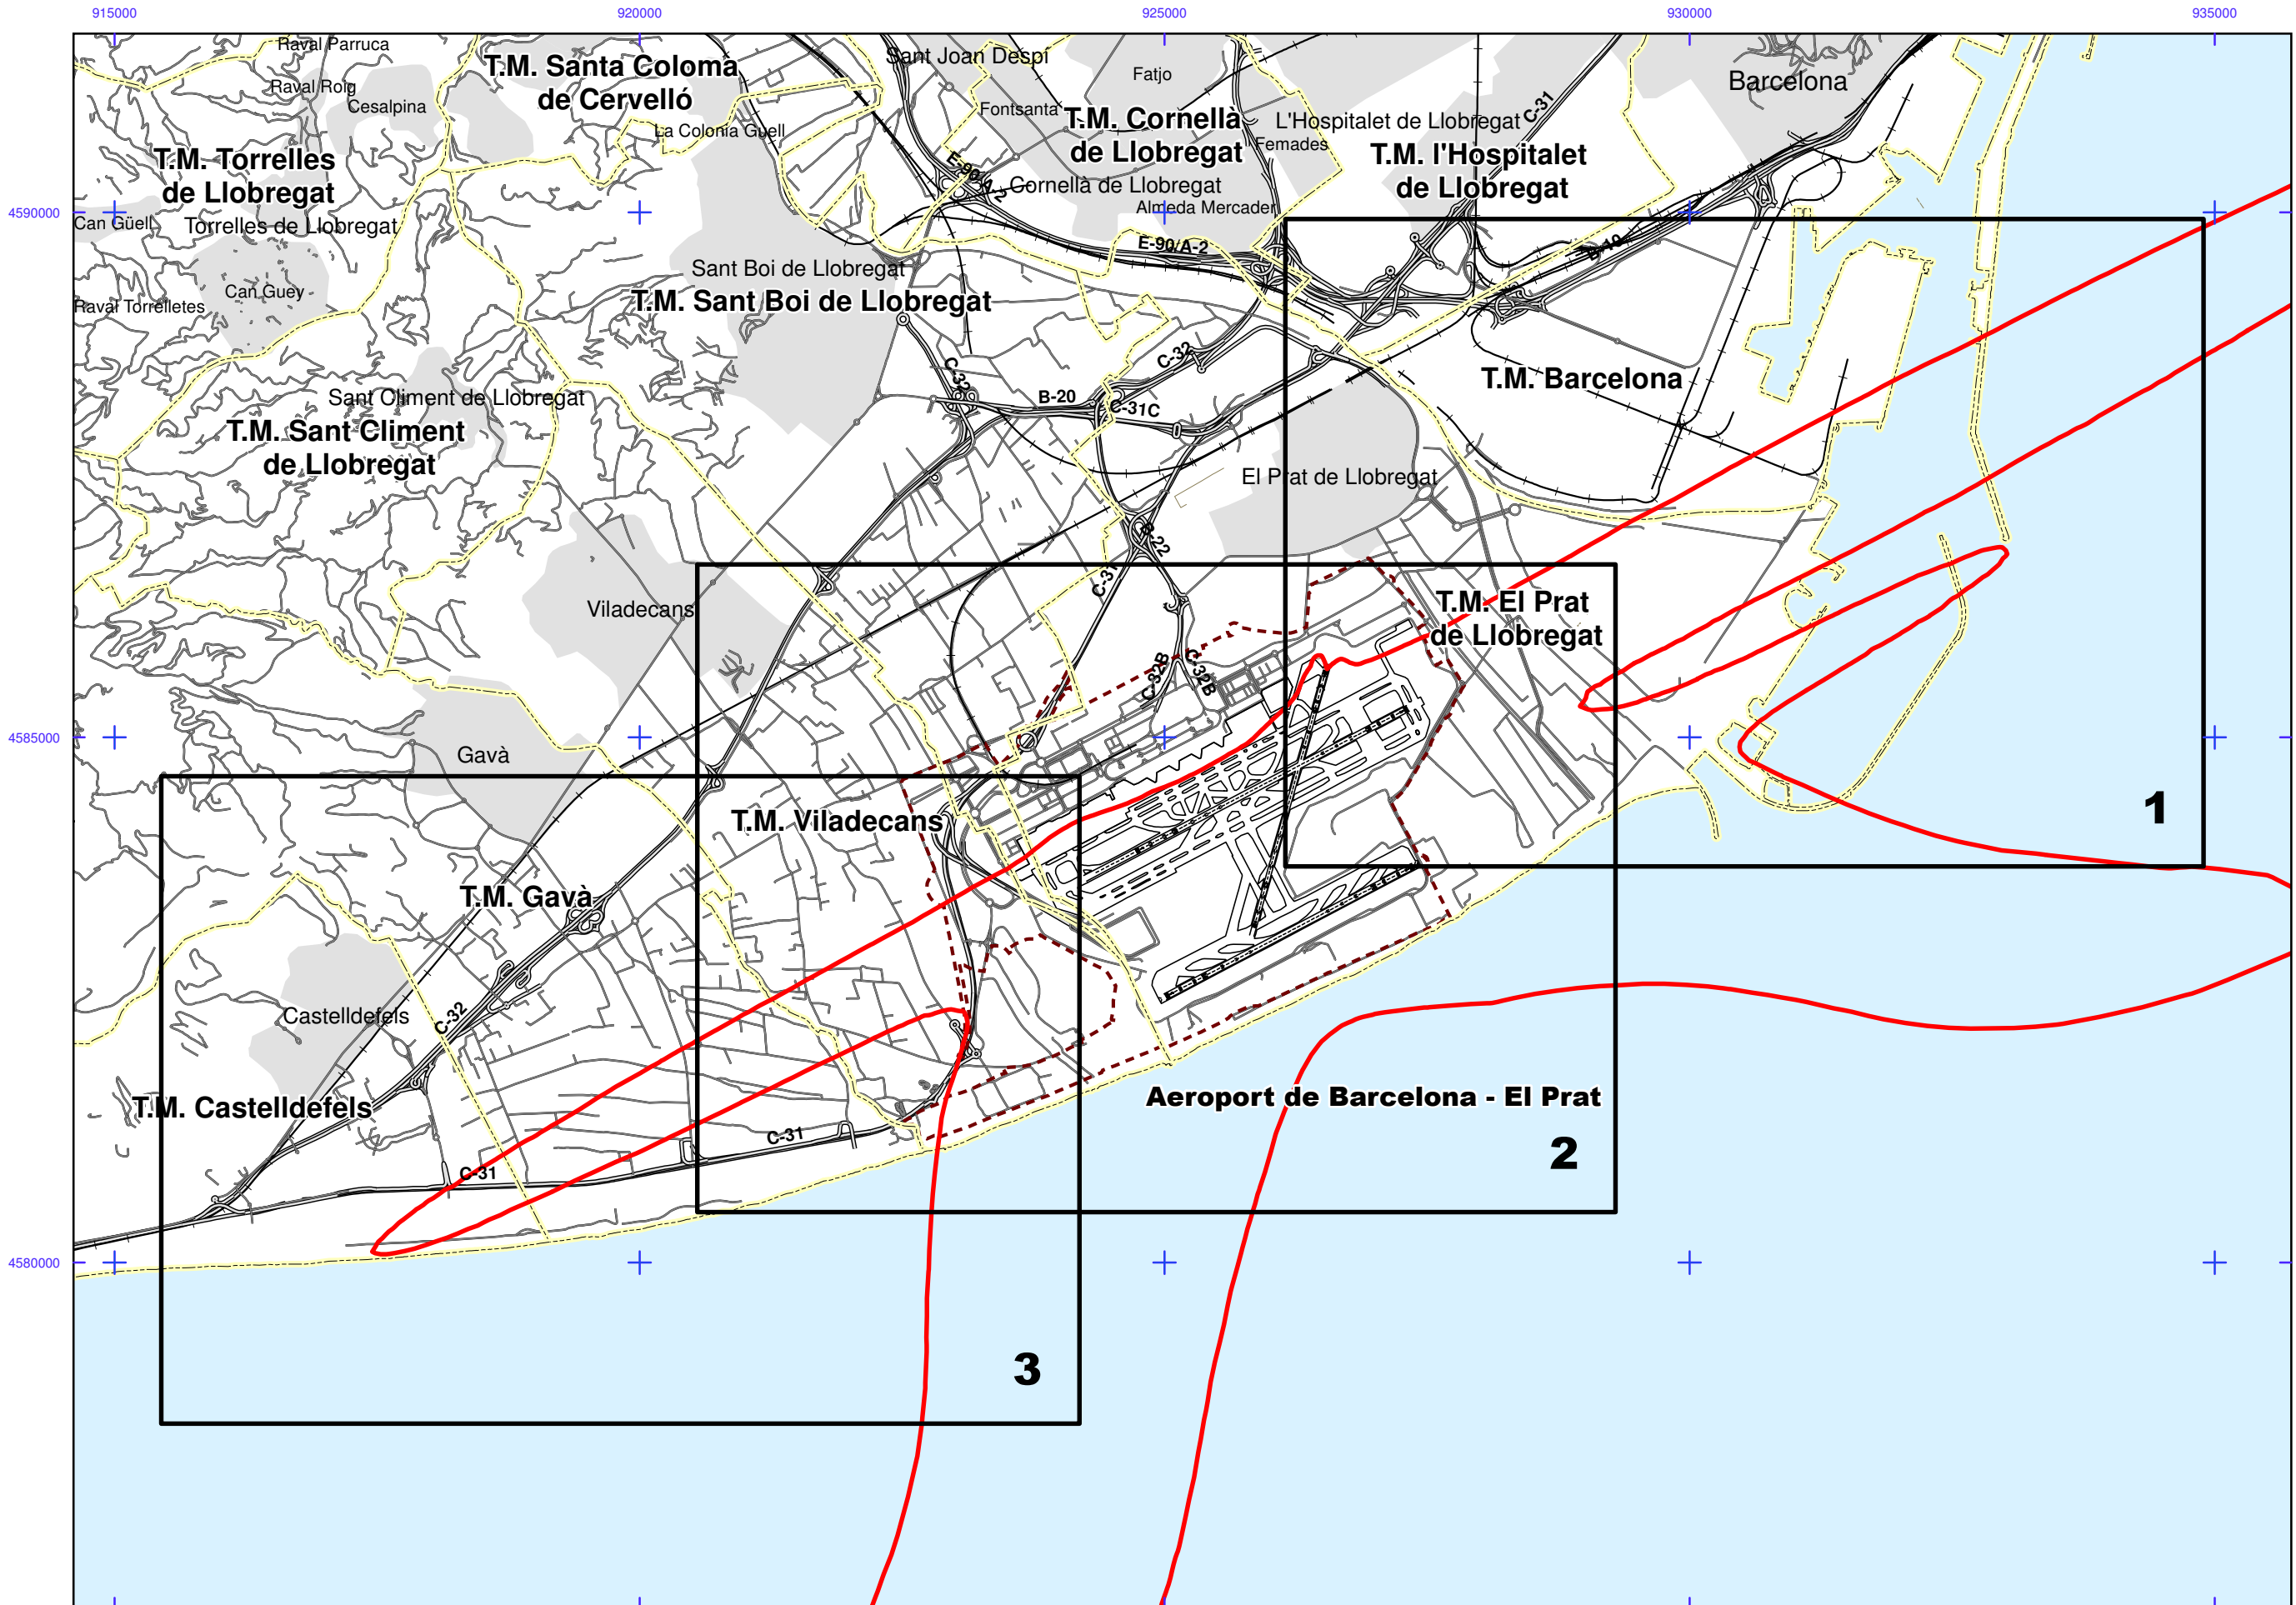 915000
920000
925000
930000
935000
Raval Parruca
Sant Joan Despí
T.M. Santa Coloma
de Cervelló
Fatjo
Barcelona
Raval Roig
Cesalpina
Fontsanta
T.M. Cornellà
de Llobregat
C-31
L'Hospitalet de Llobregat
La Colonia Guell
Femades
T.M. l'Hospitalet
de Llobregat
T.M. Torrelles
de Llobregat
E-90/A-2
Cornellà de Llobregat
Almeda Mercader
4590000
Can Güell
Torrelles de Llobregat
E-90/A-2
B-10
Sant Boi de Llobregat
T.M. Sant Boi de Llobregat
Can Guey
Raval Torrelletes
C-32
C-32
T.M. Barcelona
Sant Climent de Llobregat
B-20
C-31C
T.M. Sant Climent
de Llobregat
El Prat de Llobregat
B-22
C-31
Viladecans
T.M. El Prat
de Llobregat
C-32B
C-32B
4585000
Gavà
1
T.M. Viladecans
T.M. Gavà
Castelldefels
C-32
T.M. Castelldefels
Aeroport de Barcelona - El Prat
C-31
2
C-31
4580000
3